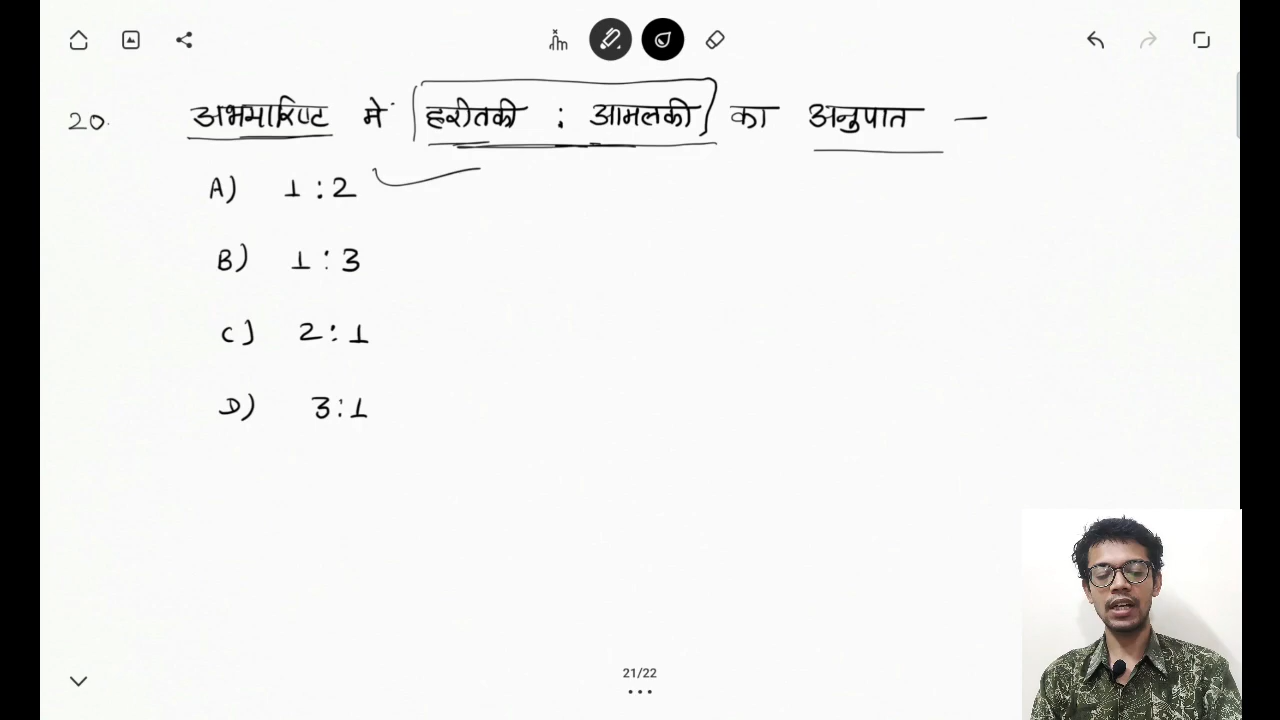 20. अभयारिष्ट में हरीतकी : आमलकी का अनुपात —
A) 1 : 2
B) 1 : 3
C) 2 : 1
D) 3 : 1
21/22